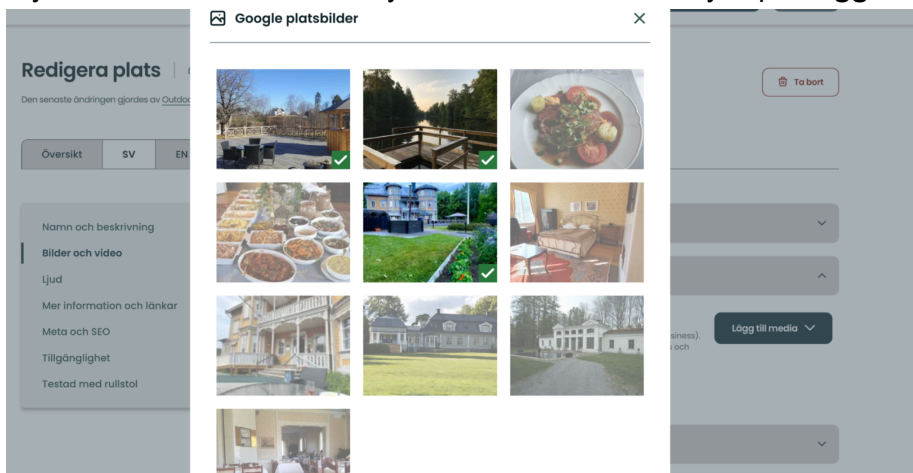 Google platsbilder
Redigera plats
Den senaste ändringen gjordes av Outdoo
Ta bort
Översikt
SV
EN
Namn och beskrivning
Bilder och video
Ljud
Mer information och länkar
Meta och SEO
Tillgänglighet
Testad med rullstol
siness).
och
Lägg till media